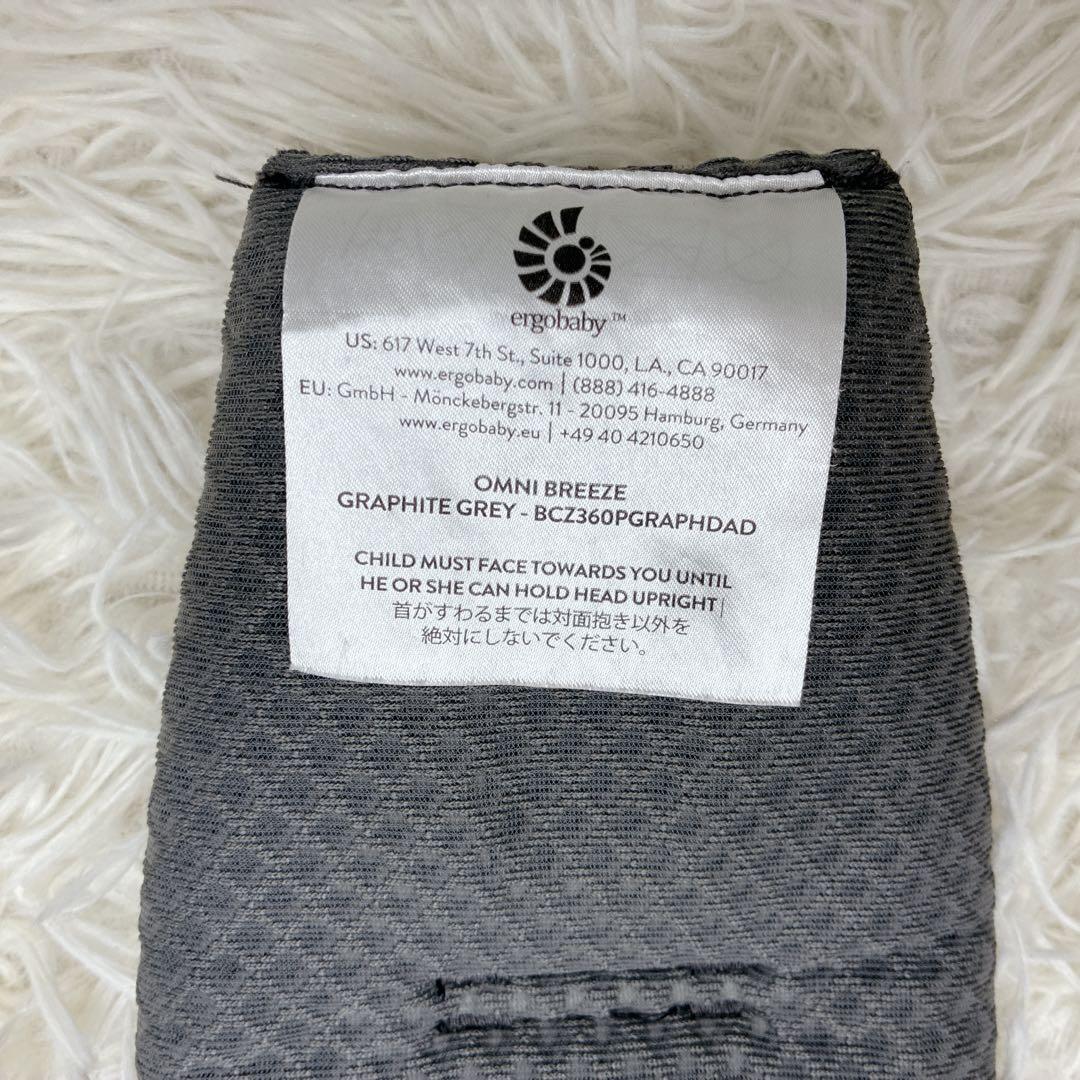 ergobaby™
US: 617 West 7th St., Suite 1000, L.A., CA 90017
www.ergobaby.com | (888) 416-4888
EU: GmbH - Mönckebergstr. 11 - 20095 Hamburg, Germany
www.ergobaby.eu | +49 40 4210650
OMNI BREEZE
GRAPHITE GREY - BCZ360PGRAPHDAD
CHILD MUST FACE TOWARDS YOU UNTIL
HE OR SHE CAN HOLD HEAD UPRIGHT|
首がすわるまでは対面抱き以外を
絶対にしないでください。